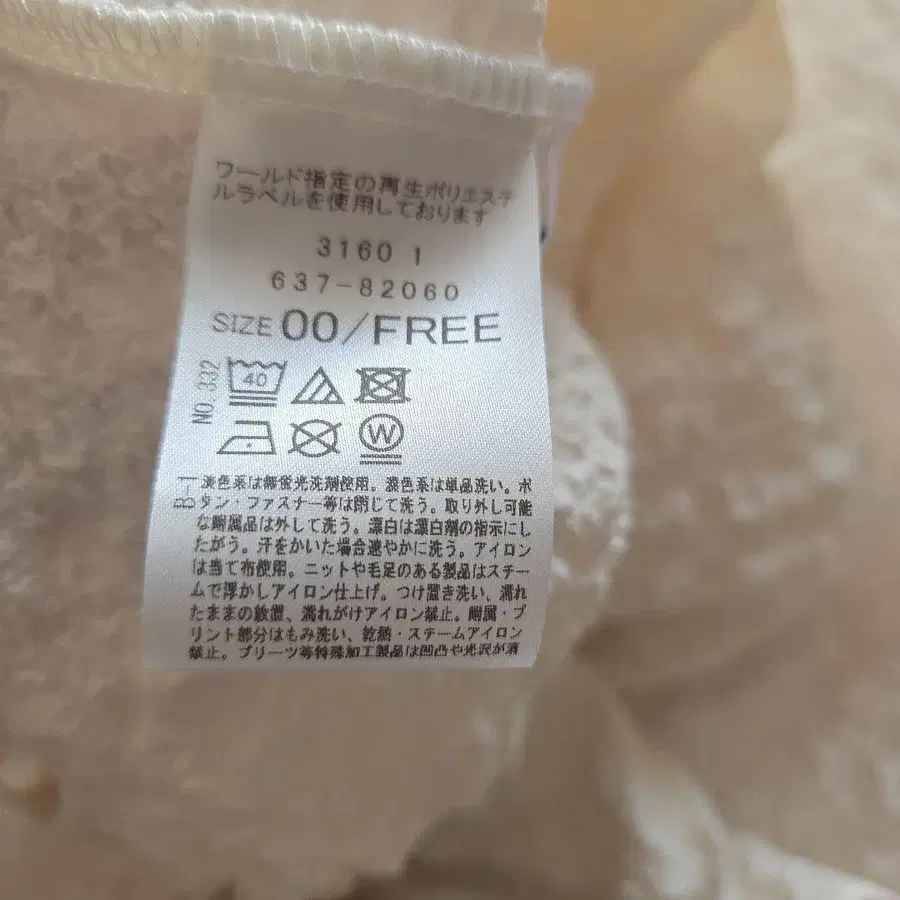 ワールド指定の再生ポリエステ
ルラベルを使用しております
3160 1
637-82060
SIZE 00/FREE
NO.332
40
W
B-1
淡色系は無蛍光洗剤使用。濃色系は単品洗い。ボ
タン・ファスナー等は閉じて洗う。取り外し可能
な附属品は外して洗う。漂白は漂白剤の指示にし
たがう。汗をかいた場合速やかに洗う。アイロン
は当て布使用。ニットや毛足のある製品はスチー
ムで浮かしアイロン仕上げ。つけ置き洗い、濡れ
たままの放置、濡れがけアイロン禁止。附属・プ
リント部分はもみ洗い、乾熱・スチームアイロン
禁止。プリーツ等特殊加工製品は凹凸や光沢が消